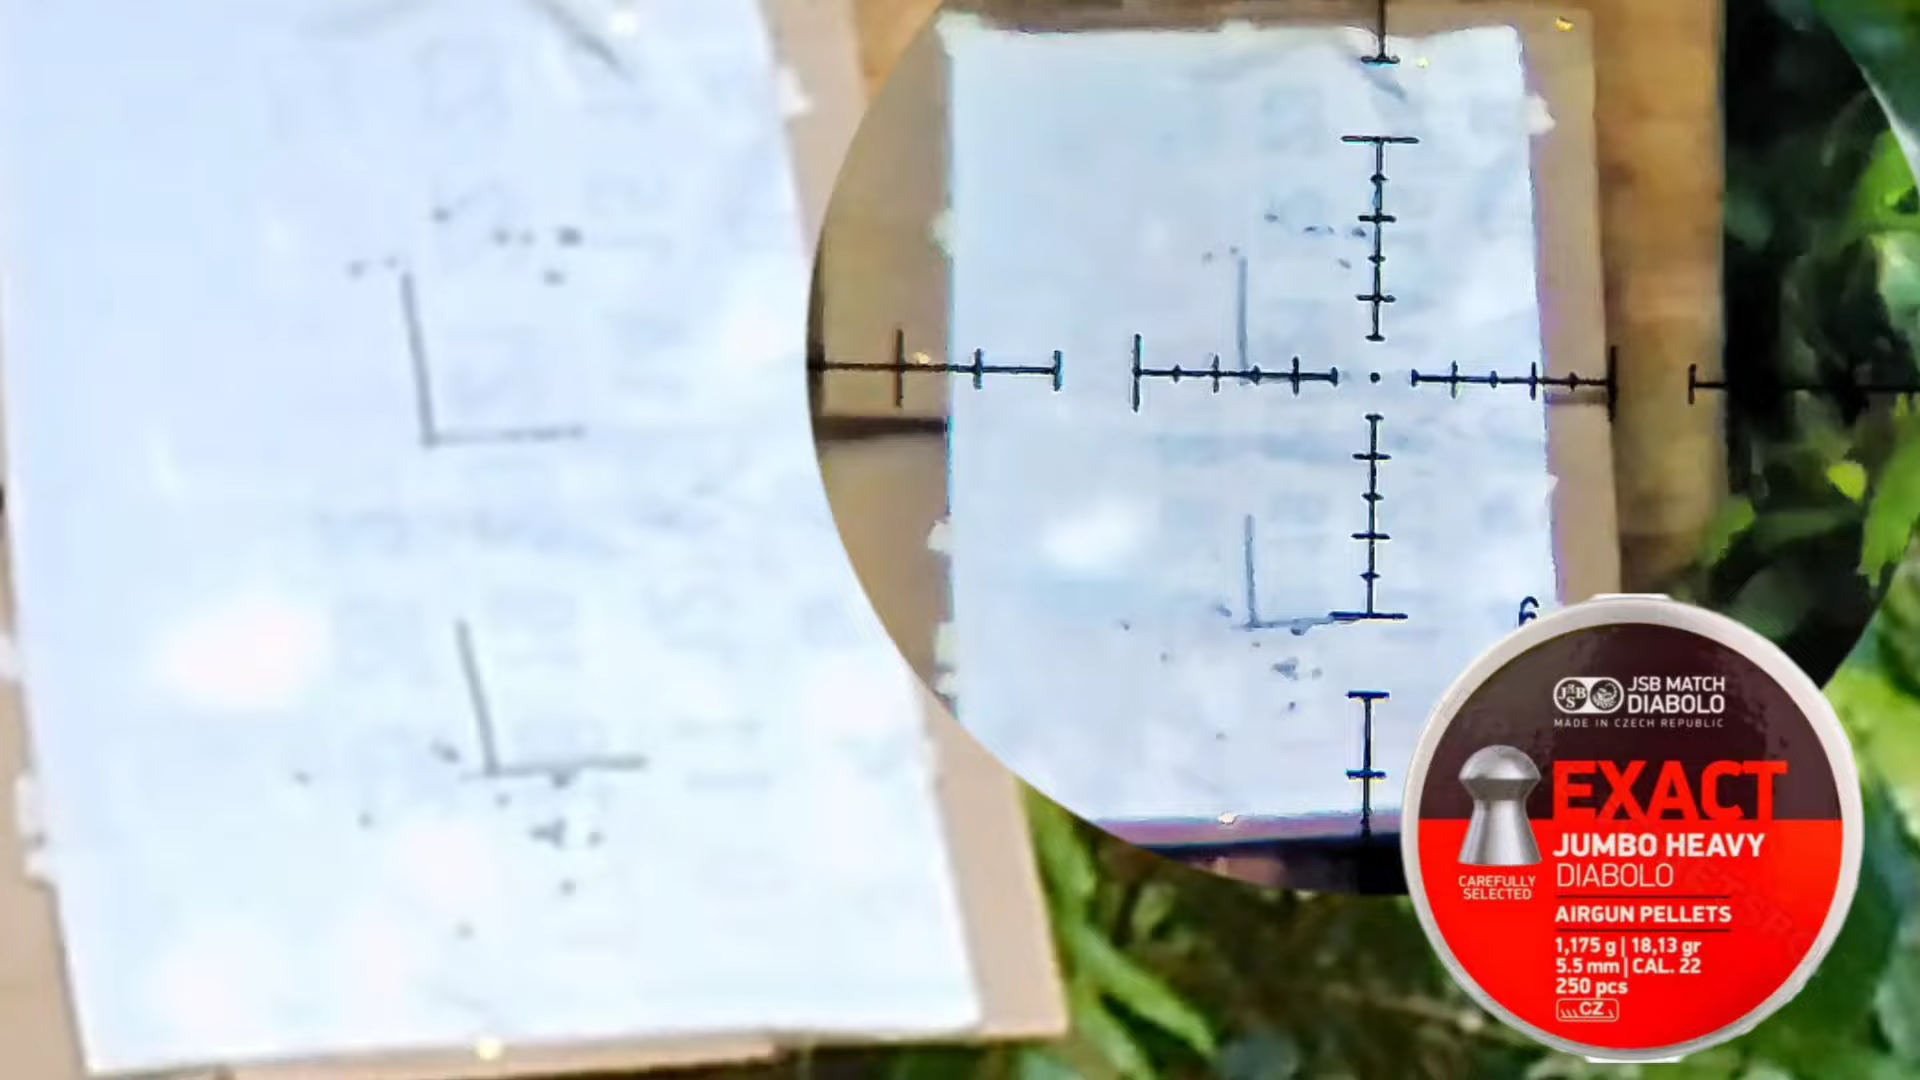 6
JSB
JSB MATCH
DIABOLO
MADE IN CZECH REPUBLIC
EXACT
JUMBO HEAVY
DIABOLO
CAREFULLY
SELECTED
AIRGUN PELLETS
1,175 g | 18,13 gr
5.5 mm | CAL. 22
250 pcs
CZ